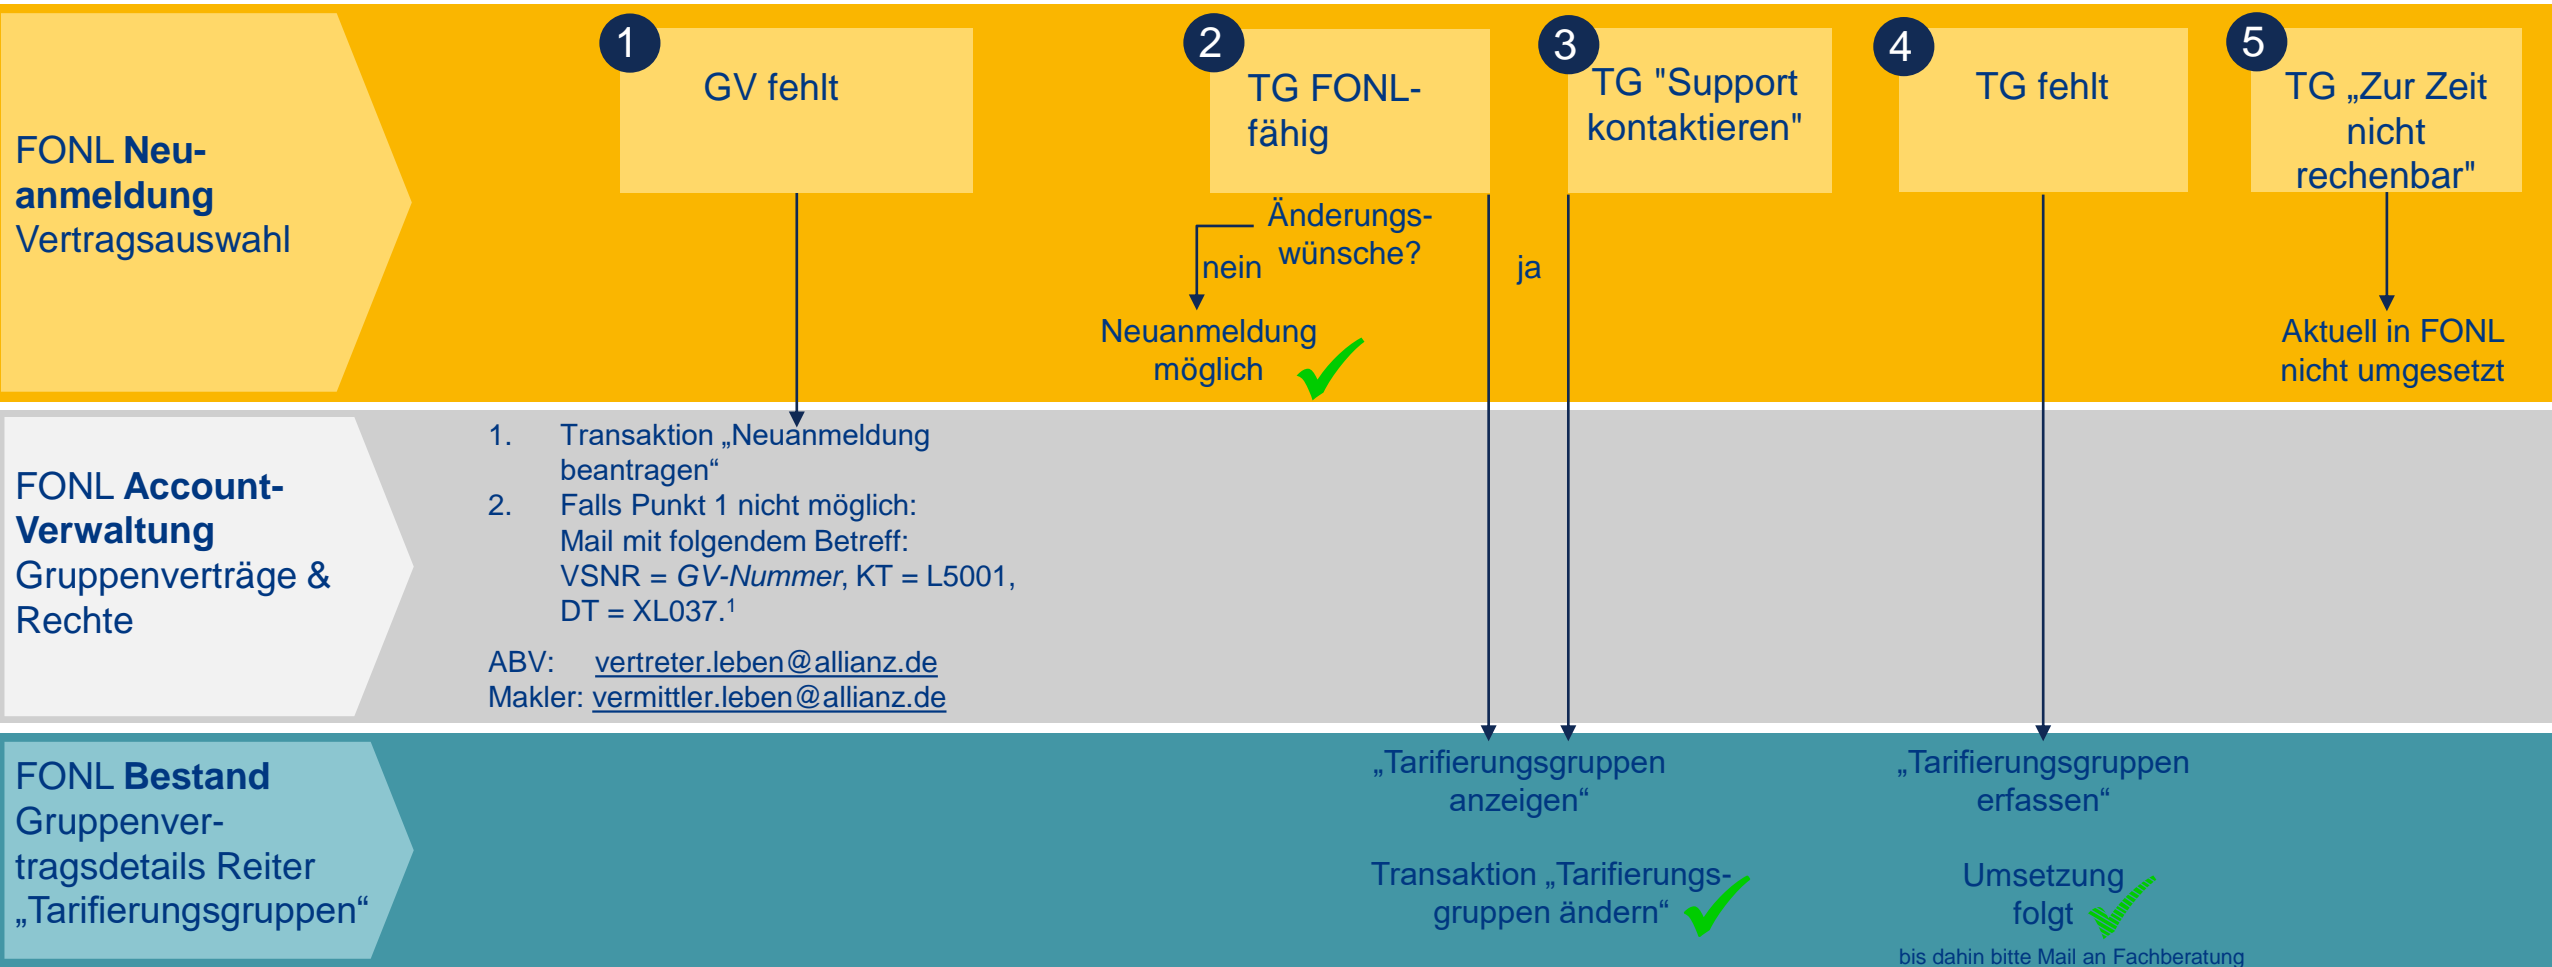 FONL Neu-
anmeldung
Vertragsauswahl
1
GV fehlt
2
TG FONL-
fähig
3
TG "Support
kontaktieren"
4
TG fehlt
5
TG „Zur Zeit
nicht
rechenbar"
Änderungs-
wünsche?
nein
ja
Neuanmeldung
möglich
Aktuell in FONL
nicht umgesetzt
FONL Account-
Verwaltung
Gruppenverträge &
Rechte
1. Transaktion „Neuanmeldung
beantragen“
2. Falls Punkt 1 nicht möglich:
Mail mit folgendem Betreff:
VSNR = GV-Nummer, KT = L5001,
DT = XL037.¹
ABV: vertreter.leben@allianz.de
Makler: vermittler.leben@allianz.de
FONL Bestand
Gruppenver-
tragsdetails Reiter
„Tarifierungsgruppen“
„Tarifierungsgruppen
anzeigen“
Transaktion „Tarifierungs-
gruppen ändern“
„Tarifierungsgruppen
erfassen“
Umsetzung
folgt
bis dahin bitte Mail an Fachberatung